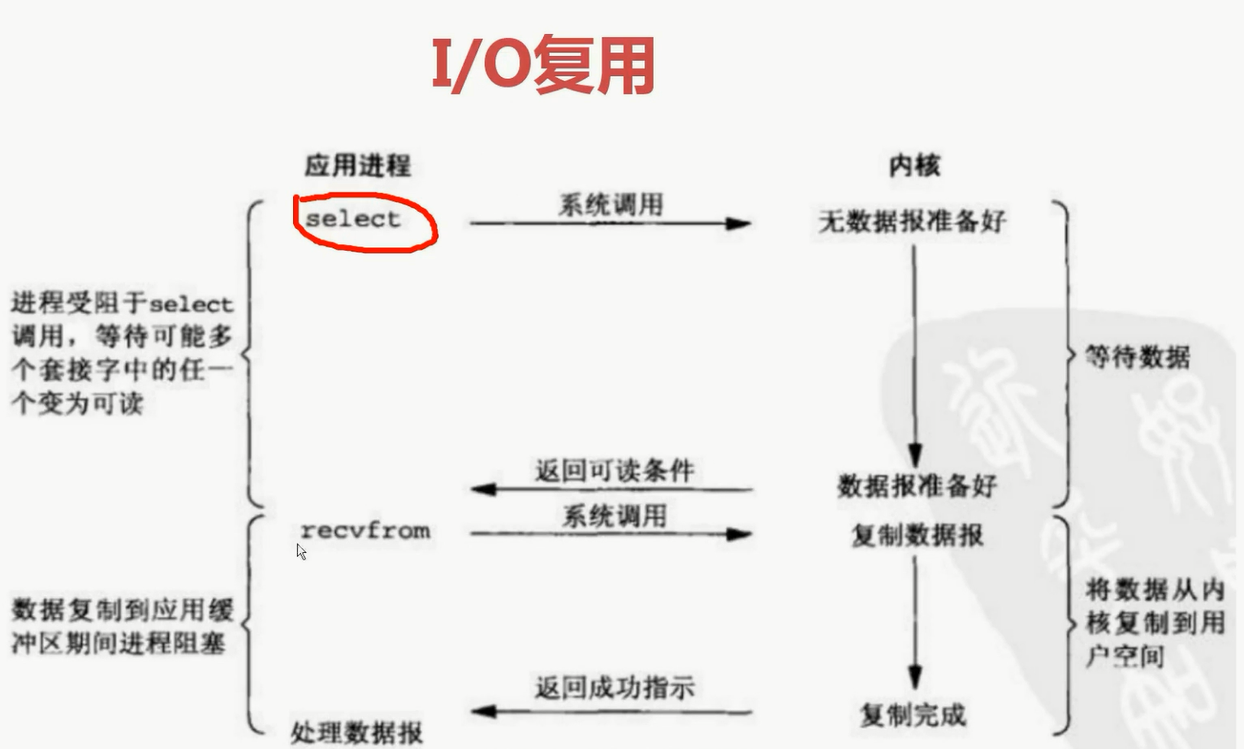 I/O复用
应用进程
内核
select
系统调用
无数据报准备好
进程受阻于select
调用，等待可能多
个套接字中的任一
个变为可读
等待数据
返回可读条件
数据报准备好
recvfrom
系统调用
复制数据报
数据复制到应用缓
冲区期间进程阻塞
将数据从内
核复制到用
户空间
返回成功指示
处理数据报
复制完成